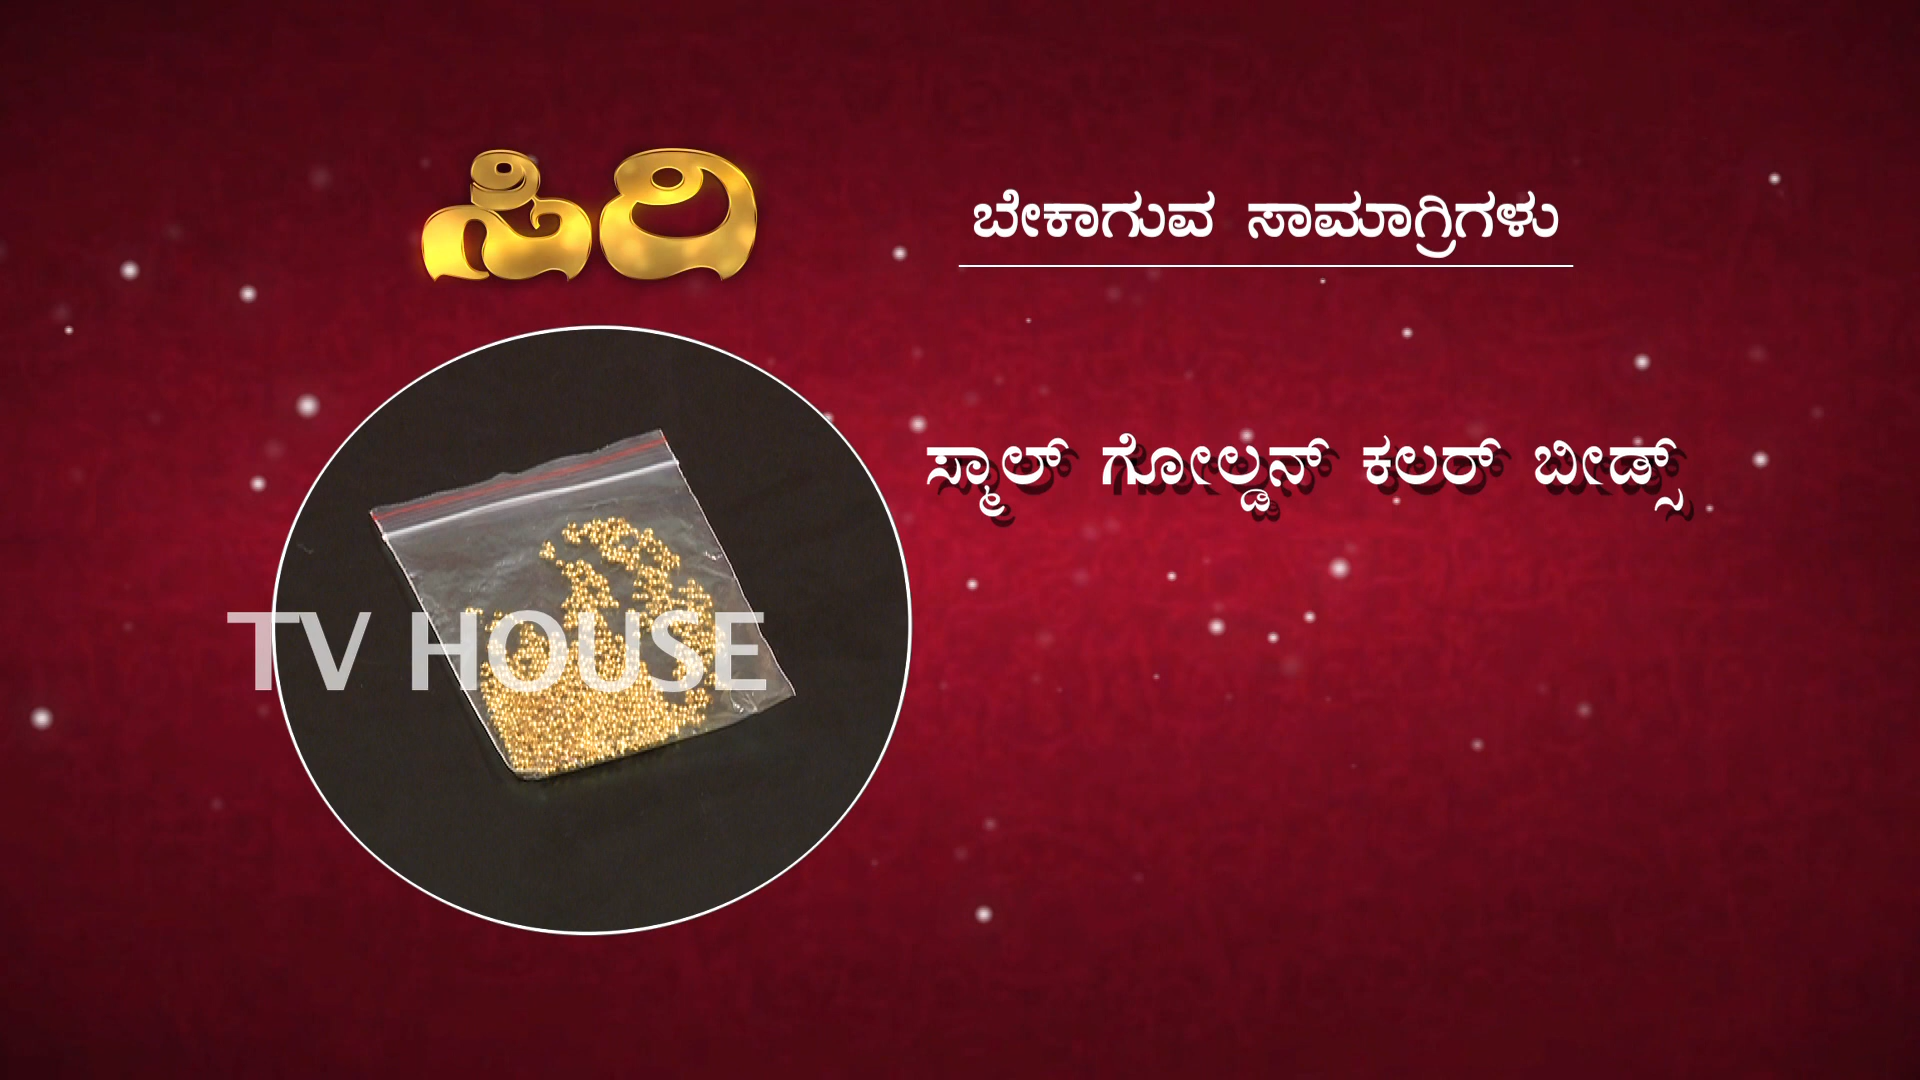 ಸಿರಿ
ಬೇಕಾಗುವ ಸಾಮಾಗ್ರಿಗಳು
ಸ್ಮಾಲ್ ಗೋಲ್ಡನ್ ಕಲರ್ ಬೀಡ್ಸ್
TV HOUSE